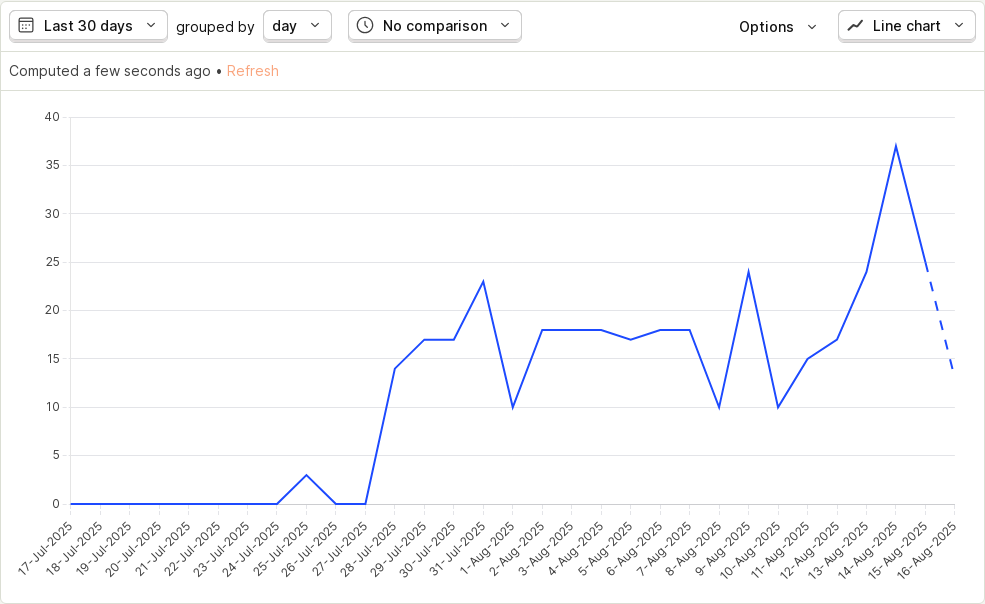 Last 30 days grouped by day No comparison Options Line chart
Computed a few seconds ago • Refresh
40
35
30
25
20
15
10
5
0
17-Jul-2025
18-Jul-2025
19-Jul-2025
20-Jul-2025
21-Jul-2025
22-Jul-2025
23-Jul-2025
24-Jul-2025
25-Jul-2025
26-Jul-2025
27-Jul-2025
28-Jul-2025
29-Jul-2025
30-Jul-2025
31-Jul-2025
1-Aug-2025
2-Aug-2025
3-Aug-2025
4-Aug-2025
5-Aug-2025
6-Aug-2025
7-Aug-2025
8-Aug-2025
9-Aug-2025
10-Aug-2025
11-Aug-2025
12-Aug-2025
13-Aug-2025
14-Aug-2025
15-Aug-2025
16-Aug-2025